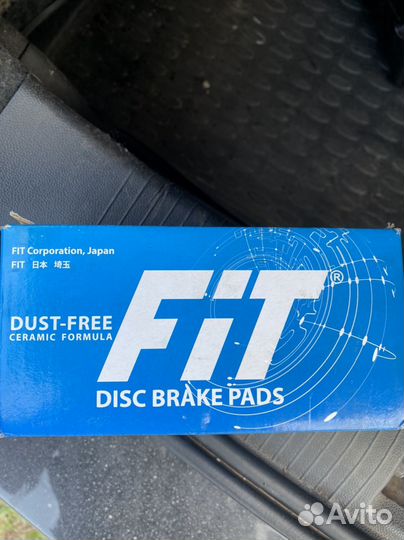 FIT Corporation, Japan
FIT 日本 埼玉
DUST-FREE
CERAMIC FORMULA
FiT®
DISC BRAKE PADS
Avito